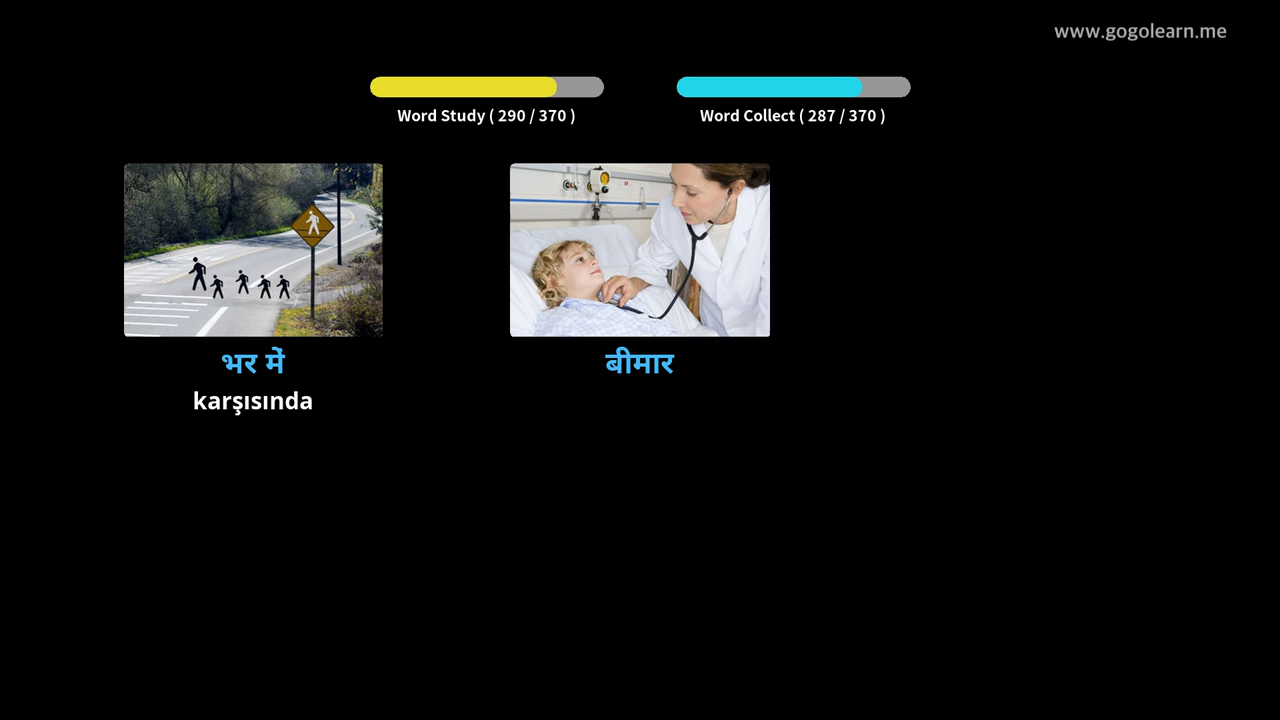 www.gogolearn.me
Word Study ( 290 / 370 )
Word Collect ( 287 / 370 )
भर में
बीमार
karşısında